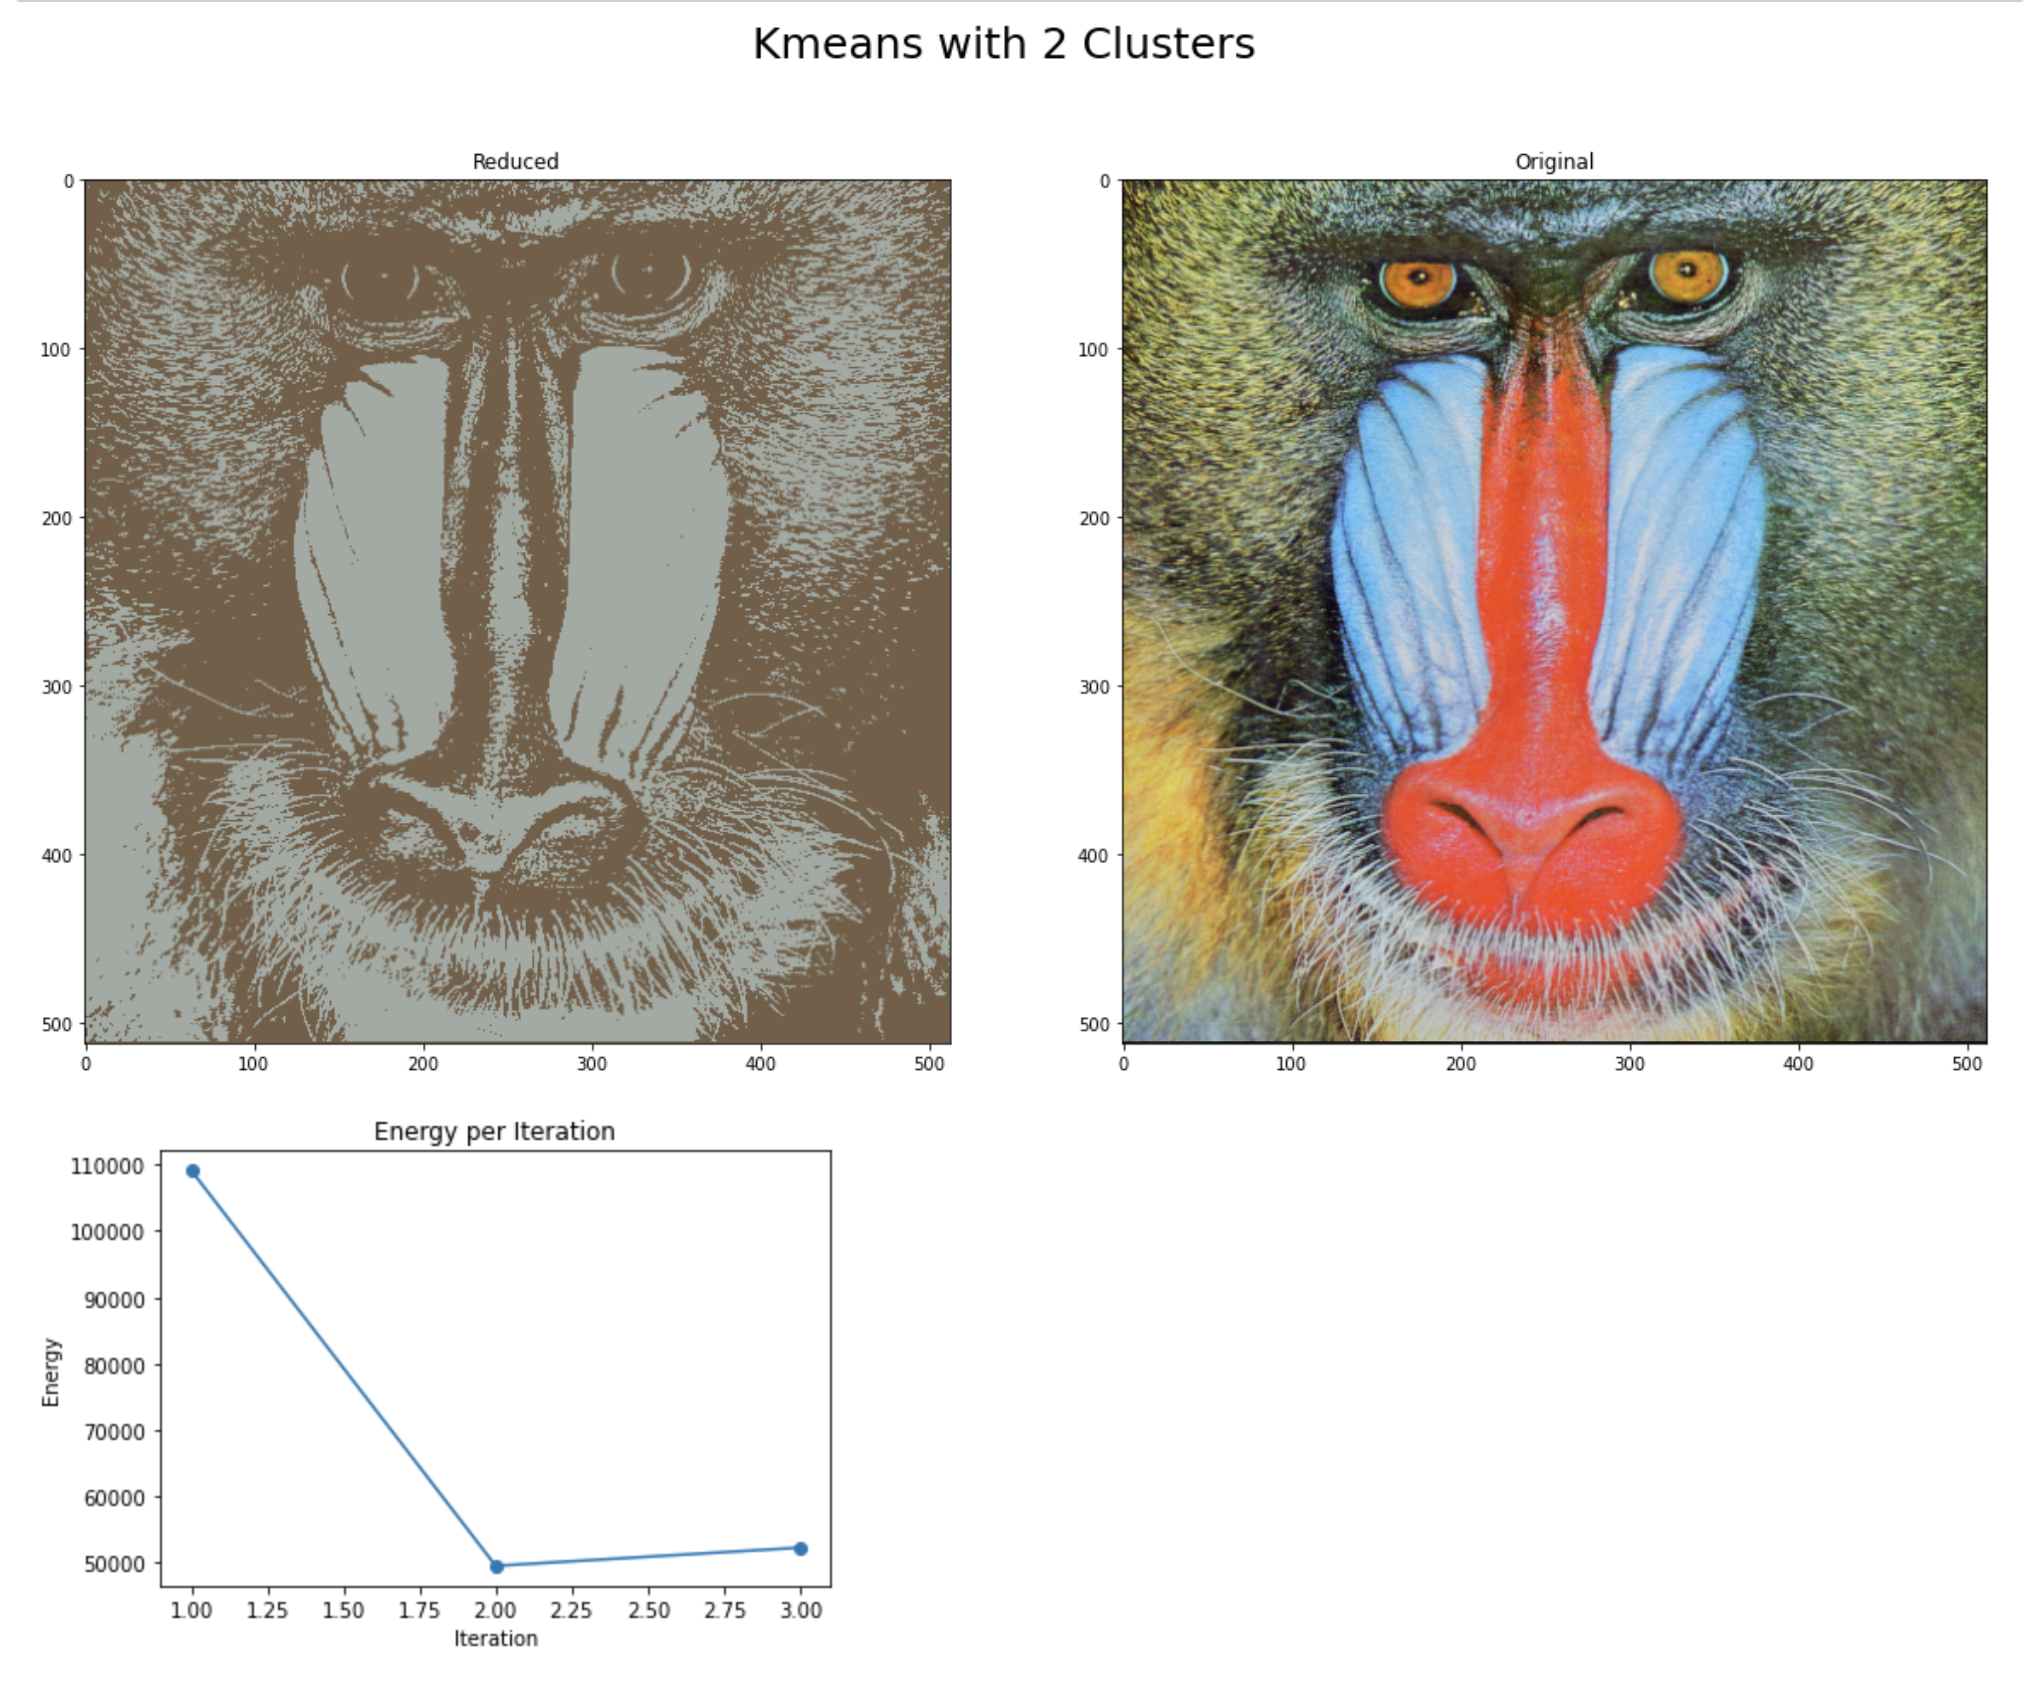 Kmeans with 2 Clusters
Reduced
0
100
200
300
400
500
0 100 200 300 400 500
Original
0
100
200
300
400
500
0 100 200 300 400 500
Energy per Iteration
110000
100000
90000
80000
70000
60000
50000
Energy
1.00 1.25 1.50 1.75 2.00 2.25 2.50 2.75 3.00
Iteration